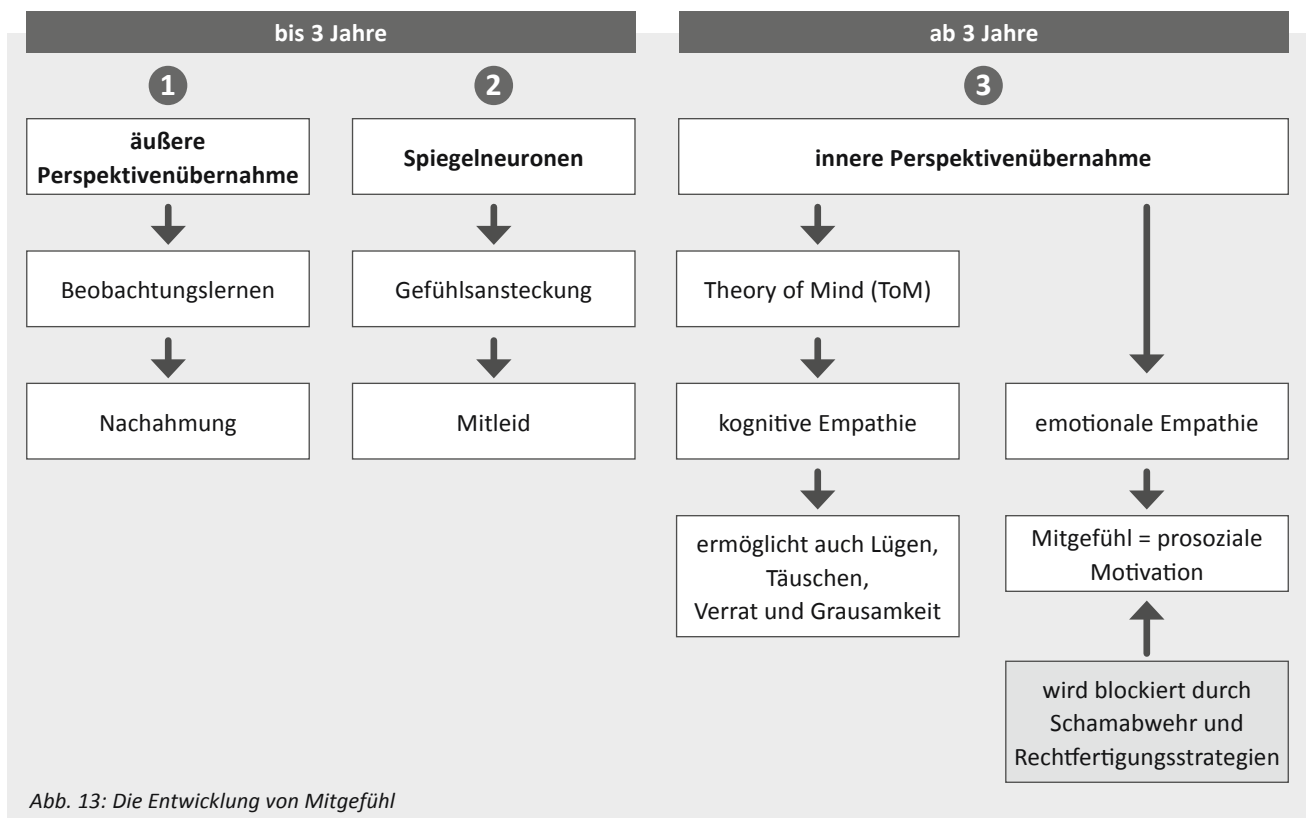 bis 3 Jahre
ab 3 Jahre
1
2
3
äußere
Perspektivenübernahme
Spiegelneuronen
innere Perspektivenübernahme
Beobachtungslernen
Gefühlsansteckung
Theory of Mind (ToM)
Nachahmung
Mitleid
kognitive Empathie
emotionale Empathie
ermöglicht auch Lügen,
Täuschen,
Verrat und Grausamkeit
Mitgefühl = prosoziale
Motivation
wird blockiert durch
Schamabwehr und
Rechtfertigungsstrategien
Abb. 13: Die Entwicklung von Mitgefühl